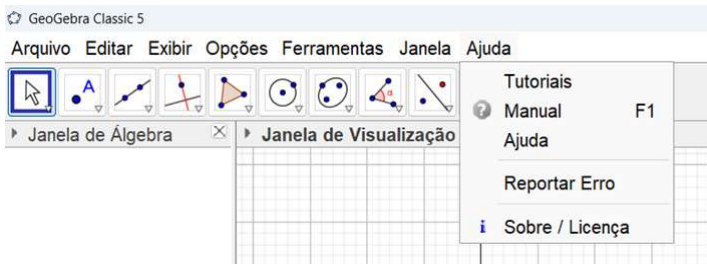 GeoGebra Classic 5
Arquivo Editar Exibir Opções Ferramentas Janela Ajuda
A
α
Janela de Álgebra
Janela de Visualização
Tutoriais
Manual F1
Ajuda
Reportar Erro
Sobre / Licença